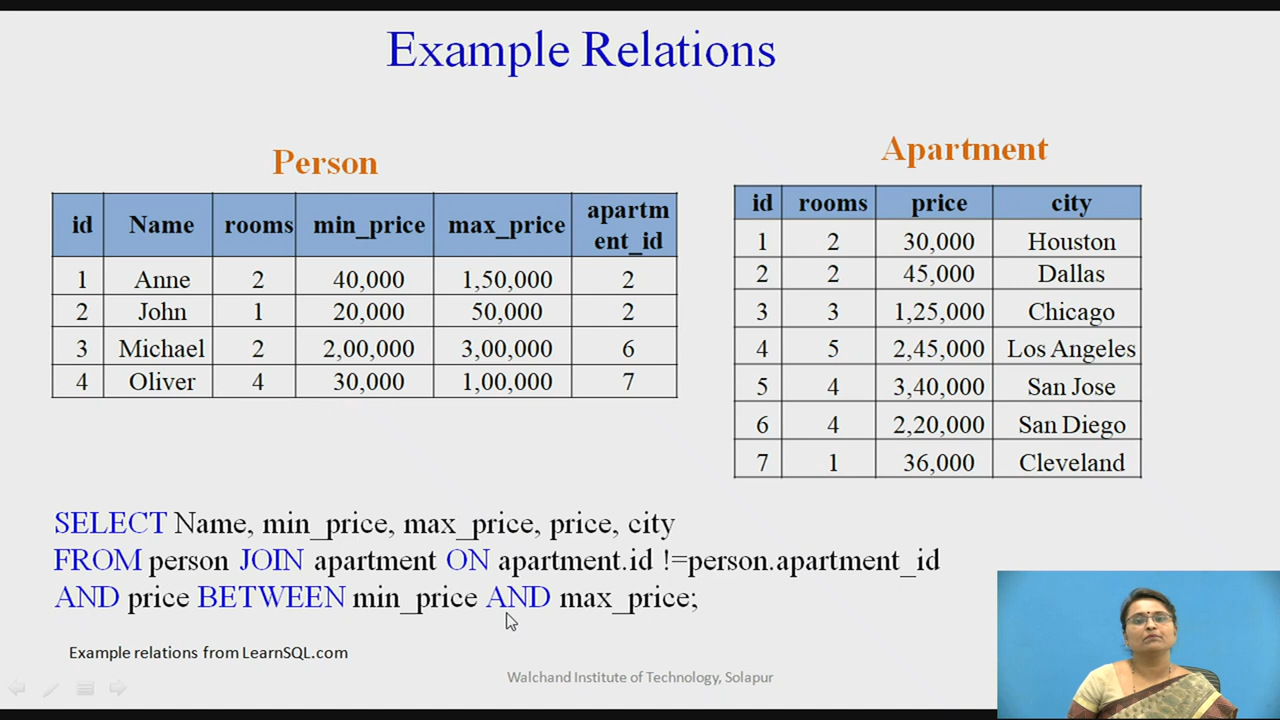 Example Relations
Person
id Name rooms min_price max_price apartm
ent_id
1 Anne 2 40,000 1,50,000 2
2 John 1 20,000 50,000 2
3 Michael 2 2,00,000 3,00,000 6
4 Oliver 4 30,000 1,00,000 7
Apartment
id rooms price city
1 2 30,000 Houston
2 2 45,000 Dallas
3 3 1,25,000 Chicago
4 5 2,45,000 Los Angeles
5 4 3,40,000 San Jose
6 4 2,20,000 San Diego
7 1 36,000 Cleveland
SELECT Name, min_price, max_price, price, city
FROM person JOIN apartment ON apartment.id !=person.apartment_id
AND price BETWEEN min_price AND max_price;
Example relations from LearnSQL.com
Walchand Institute of Technology, Solapur